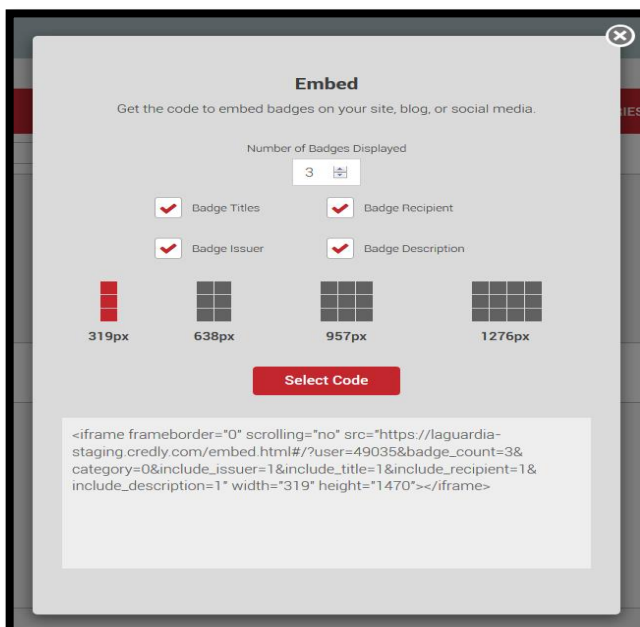 Embed
Get the code to embed badges on your site, blog, or social media.
Number of Badges Displayed
3
Badge Titles
Badge Recipient
Badge Issuer
Badge Description
319px
638px
957px
1276px
Select Code
<iframe frameborder="0" scrolling="no" src="https://laguardia-
staging.credly.com/embed.html#/?user=49035&badge_count=3&
category=0&include_issuer=1&include_title=1&include_recipient=1&
include_description=1" width="319" height="1470"></iframe>